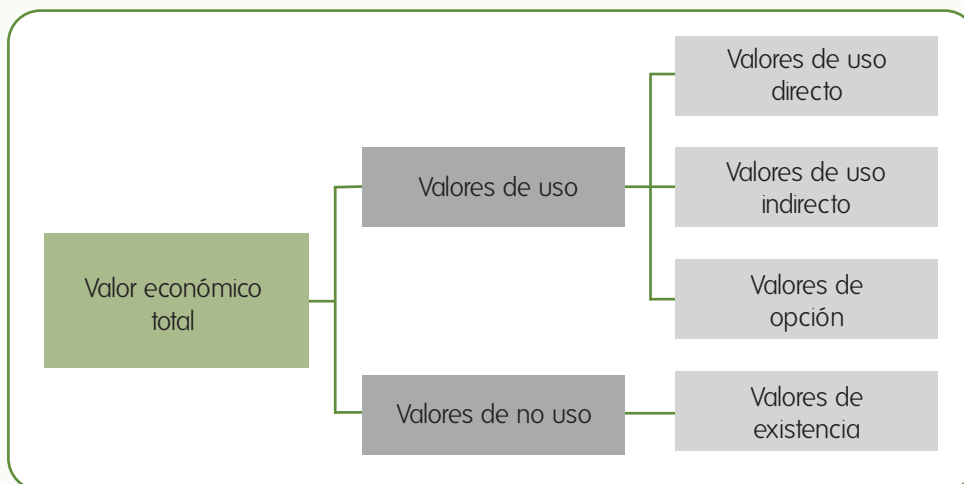 Valor económico
total
Valores de uso
Valores de uso
directo
Valores de uso
indirecto
Valores de
opción
Valores de no uso
Valores de
existencia